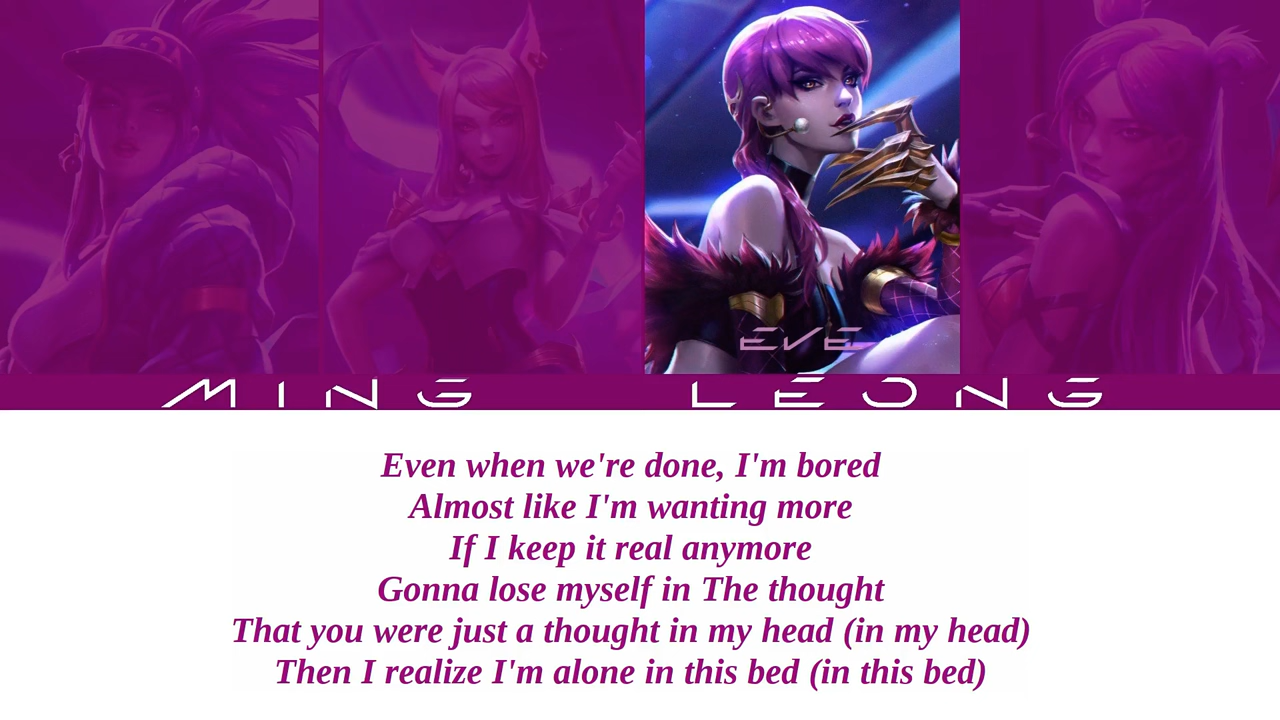 EVE
MING LEONG
Even when we're done, I'm bored
Almost like I'm wanting more
If I keep it real anymore
Gonna lose myself in The thought
That you were just a thought in my head (in my head)
Then I realize I'm alone in this bed (in this bed)